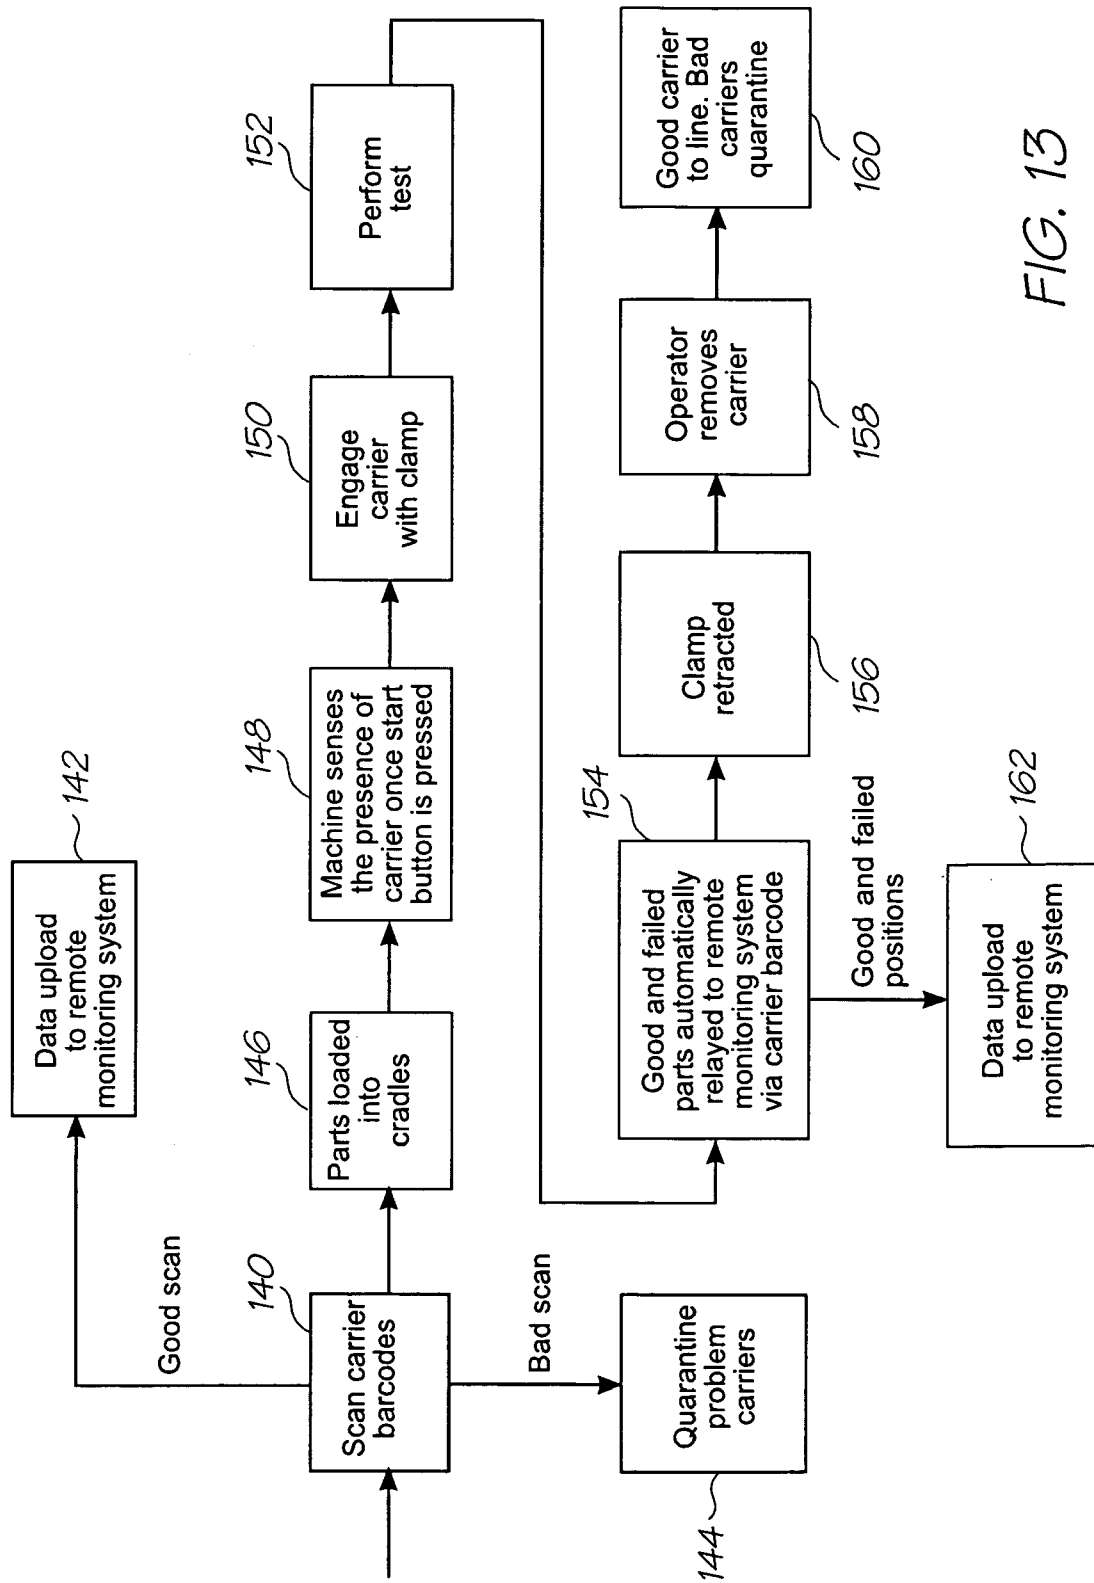 Data upload
to remote
monitoring system
142
Good scan
Scan carrier
barcodes
140
Bad scan
Quarantine
problem
carriers
144
Parts loaded
into
cradles
146
Machine senses
the presence of
carrier once start
button is pressed
148
Engage
carrier
with clamp
150
Perform
test
152
Good and failed
parts automatically
relayed to remote
monitoring system
via carrier barcode
154
Good and failed
positions
Data upload
to remote
monitoring system
162
Clamp
retracted
156
Operator
removes
carrier
158
Good carrier
to line. Bad
carriers
quarantine
160
FIG. 13